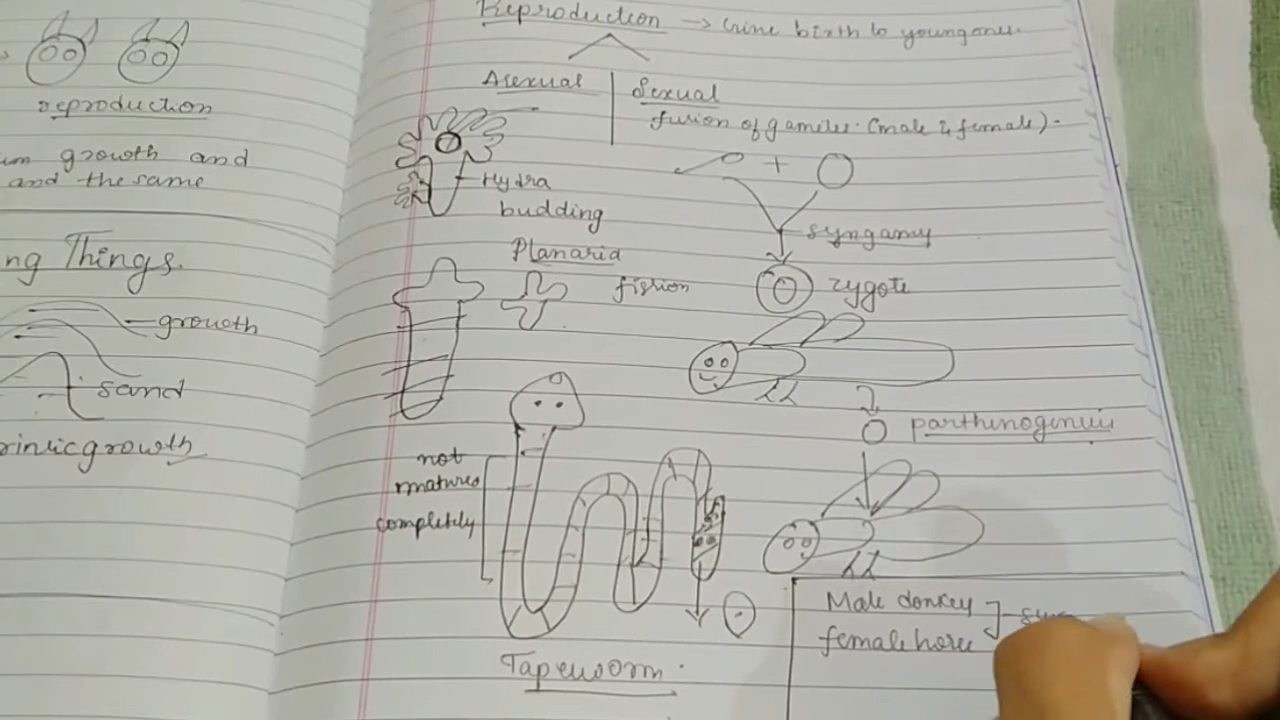 reproduction
growth and
and the same
ng Things.
growth
sand
growth
Reproduction → Give birth to young ones.
Asexual
Sexual
fusion of gametes. (male & female).
+
Hydra
budding
syngamy
Planaria
fission
zygote
parthenogenesis
not
matured
completely
Tapeworm.
Male donkey
female horse